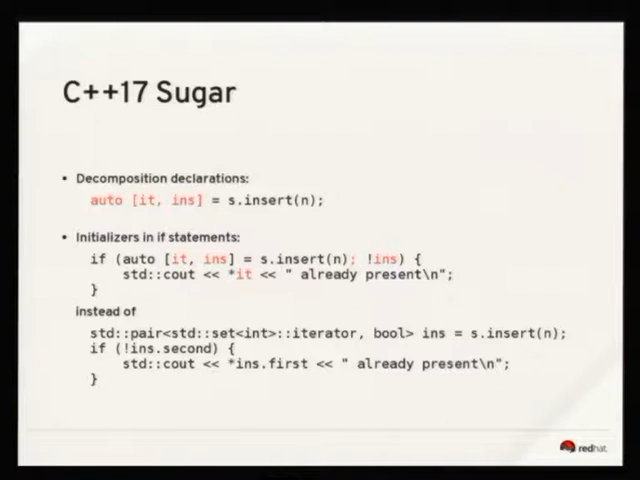 C++17 Sugar
• Decomposition declarations:
auto [it, ins] = s.insert(n);
• Initializers in if statements:
if (auto [it, ins] = s.insert(n); !ins) {
std::cout << *it << " already present\n";
}
instead of
std::pair<std::set<int>::iterator, bool> ins = s.insert(n);
if (!ins.second) {
std::cout << *ins.first << " already present\n";
}
redhat.